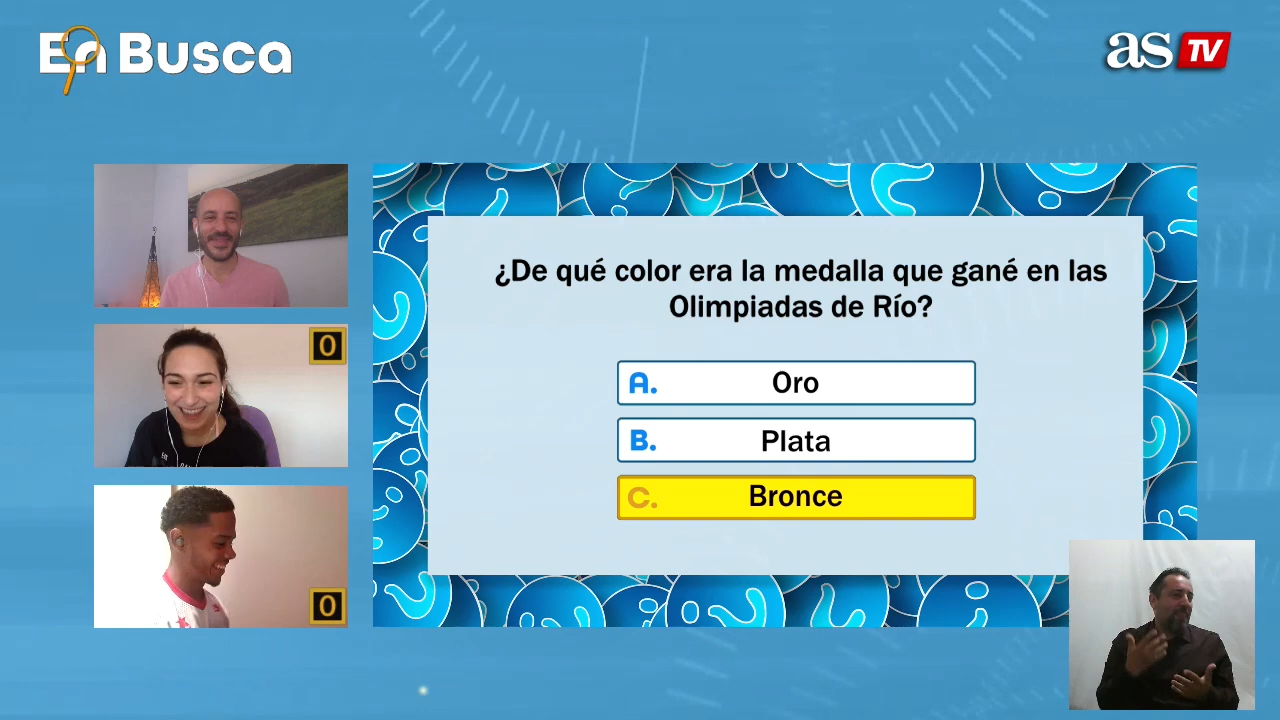 En Busca
as TV
¿De qué color era la medalla que gané en las
Olimpiadas de Río?
A. Oro
B. Plata
C. Bronce
0
0